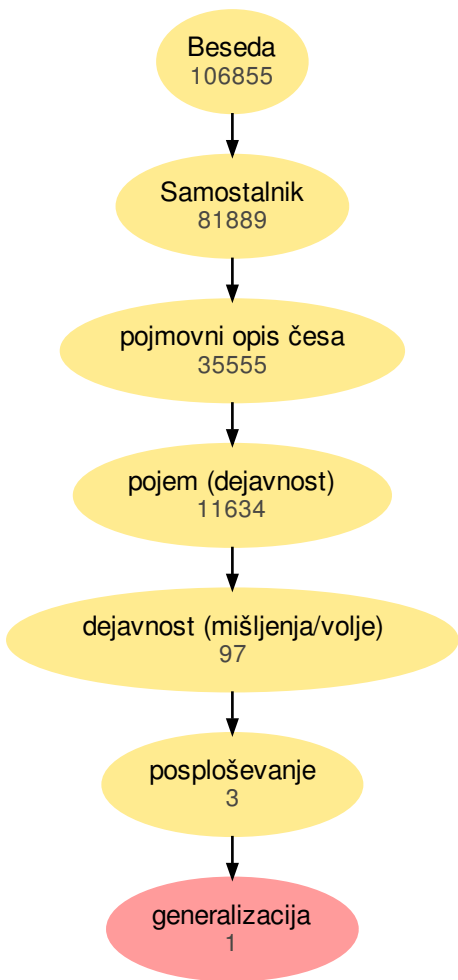 Beseda
106855
Samostalnik
81889
pojmovni opis česa
35555
pojem (dejavnost)
11634
dejavnost (mišljenja/volje)
97
posploševanje
3
generalizacija
1